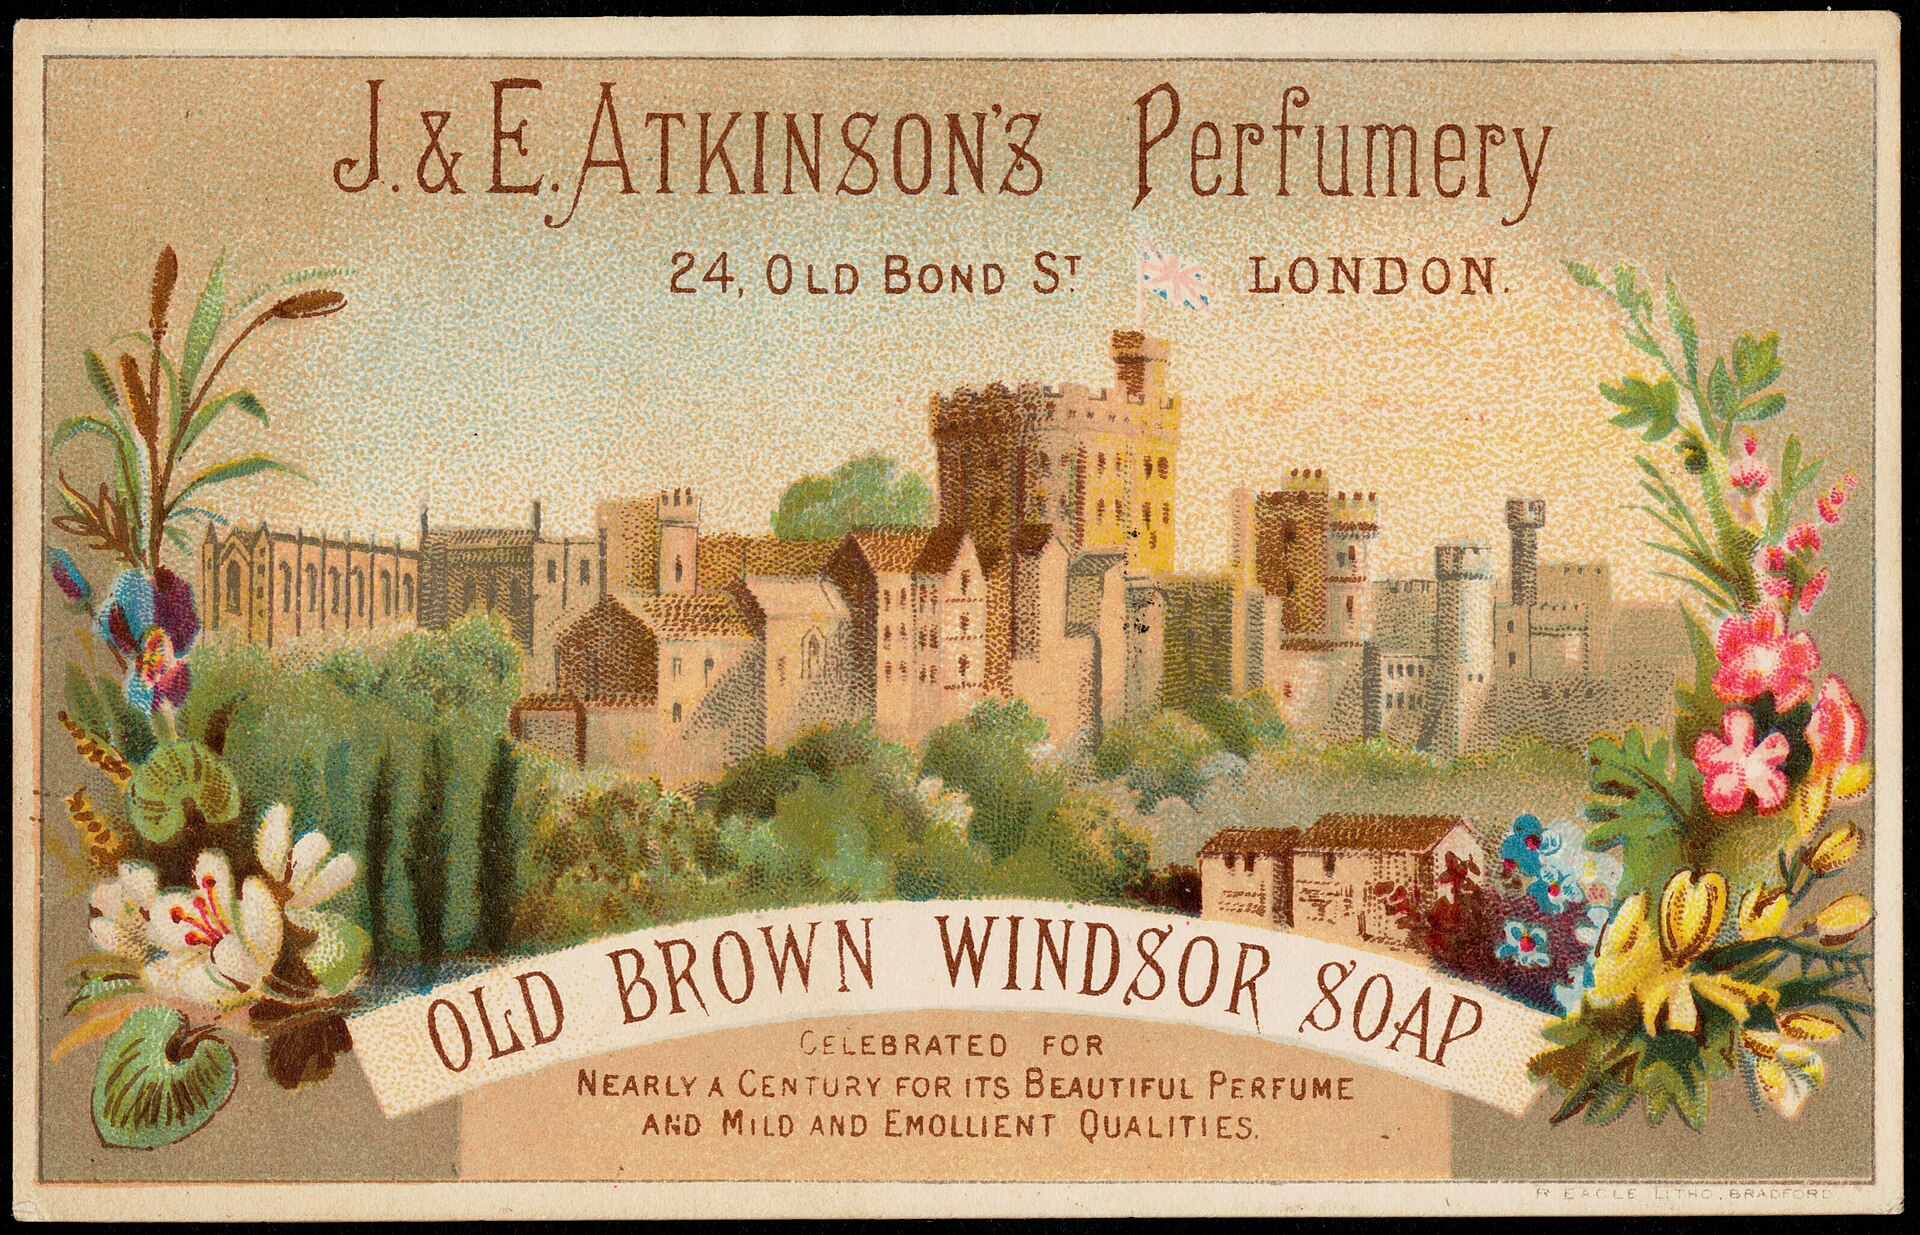 J. & E. ATKINSON'S Perfumery
24, OLD BOND ST LONDON.
OLD BROWN WINDSOR SOAP
CELEBRATED FOR
NEARLY A CENTURY FOR ITS BEAUTIFUL PERFUME
AND MILD AND EMOLLIENT QUALITIES.
R EAGLE LITHO. BRADFORD